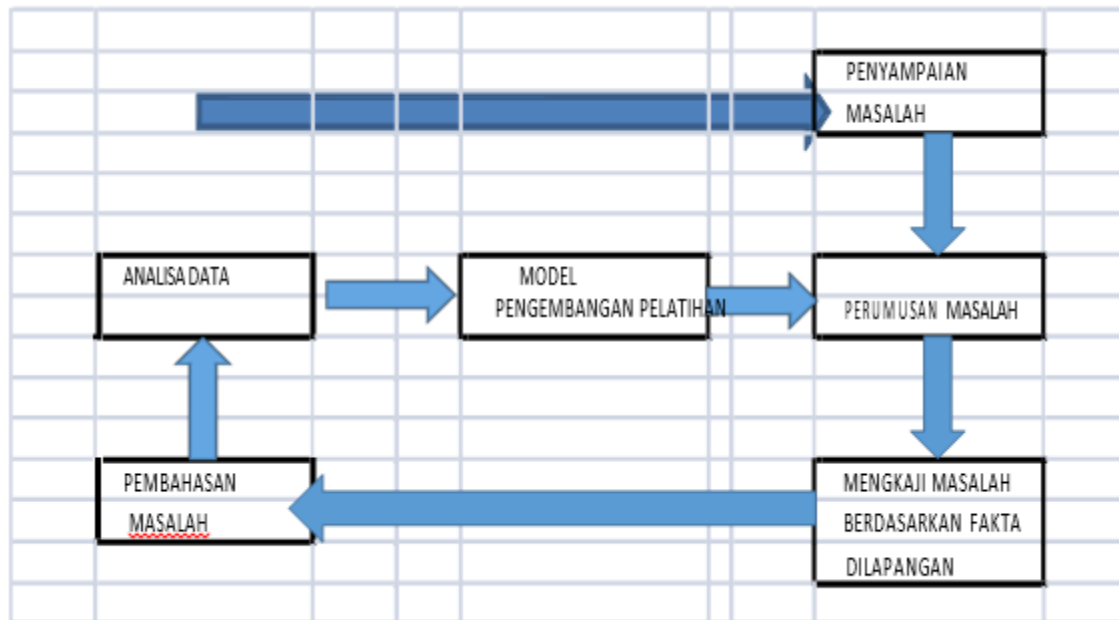 PENYAMPAIAN
MASALAH
ANALISA DATA
MODEL
PENGEMBANGAN PELATIHAN
PERUMUSAN MASALAH
PEMBAHASAN
MASALAH
MENGKAJI MASALAH
BERDASARKAN FAKTA
DILAPANGAN